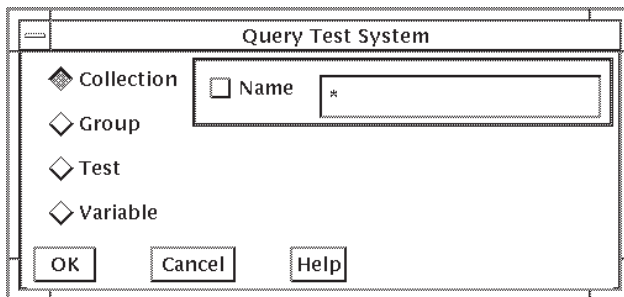 Query Test System
Collection
Name
*
Group
Test
Variable
OK
Cancel
Help